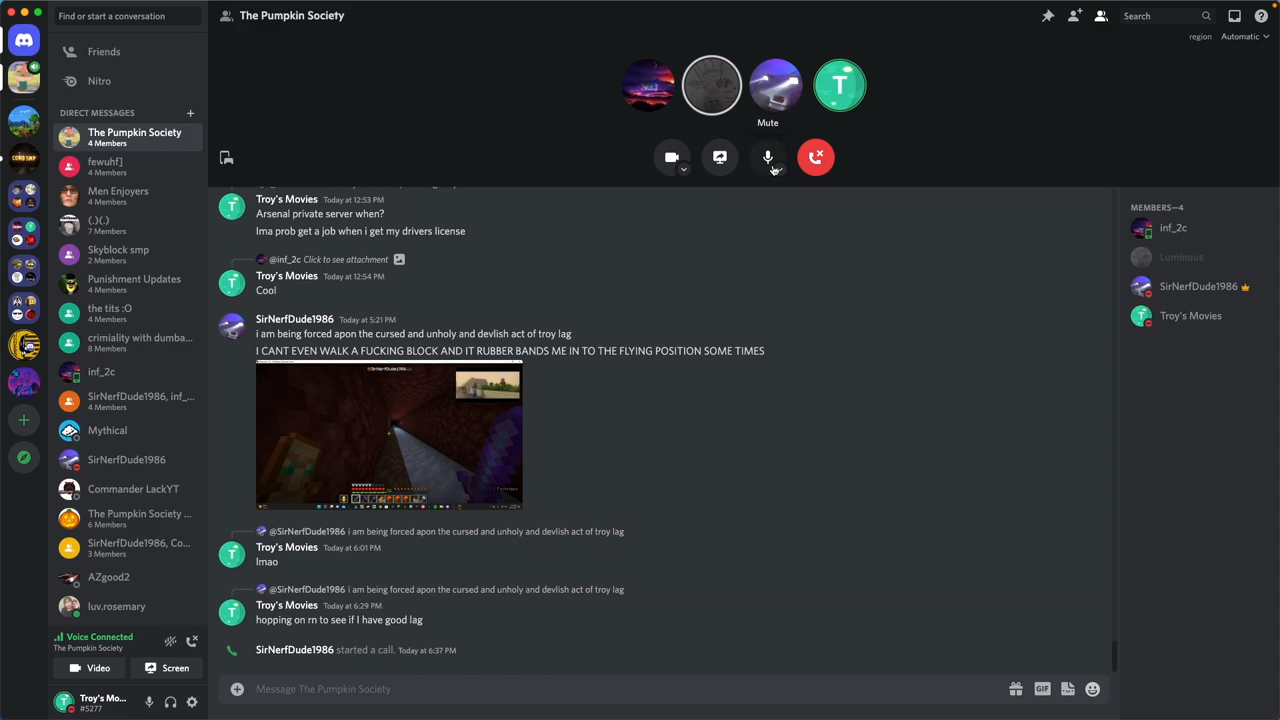 Find or start a conversation
The Pumpkin Society
Search
region Automatic
Friends
Nitro
DIRECT MESSAGES
The Pumpkin Society
4 Members
fewuhf]
4 Members
Men Enjoyers
4 Members
(.)(.)
7 Members
Skyblock smp
2 Members
Punishment Updates
4 Members
the tits :O
4 Members
crimiality with dumba...
8 Members
inf_2c
SirNerfDude1986, inf_...
4 Members
Mythical
SirNerfDude1986
Commander LackYT
The Pumpkin Society ...
6 Members
SirNerfDude1986, Co...
3 Members
AZgood2
luv.rosemary
Voice Connected
The Pumpkin Society
Video
Screen
Troy's Mo...
#5277
T
Mute
Troy's Movies Today at 12:53 PM
Arsenal private server when?
Ima prob get a job when i get my drivers license
@inf_2c Click to see attachment
Troy's Movies Today at 12:54 PM
Cool
SirNerfDude1986 Today at 5:21 PM
i am being forced apon the cursed and unholy and devlish act of troy lag
I CANT EVEN WALK A FUCKING BLOCK AND IT RUBBER BANDS ME IN TO THE FLYING POSITION SOME TIMES
@SirNerfDude1986 i am being forced apon the cursed and unholy and devlish act of troy lag
Troy's Movies Today at 6:01 PM
lmao
@SirNerfDude1986 i am being forced apon the cursed and unholy and devlish act of troy lag
Troy's Movies Today at 6:29 PM
hopping on rn to see if I have good lag
SirNerfDude1986 started a call. Today at 6:37 PM
Message The Pumpkin Society
GIF
MEMBERS—4
inf_2c
Luminous
SirNerfDude1986
Troy's Movies